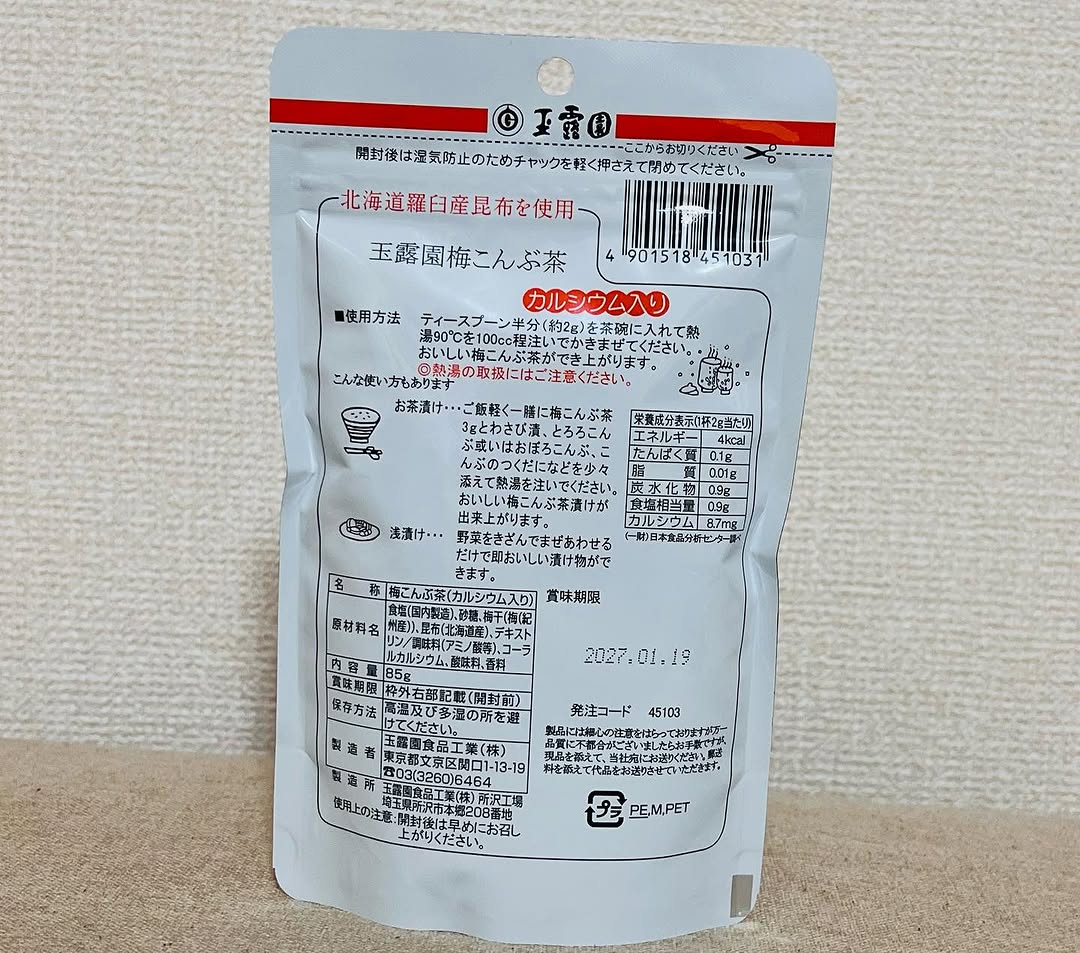 玉露園
ここからお切りください
開封後は湿気防止のためチャックを軽く押さえて閉めてください。
北海道羅臼産昆布を使用
4 901518 451031
玉露園梅こんぶ茶
カルシウム入り
■使用方法 ティースプーン半分(約2g)を茶碗に入れて熱
湯90℃を100cc程注いでかきまぜてください。
おいしい梅こんぶ茶ができ上がります。
◎熱湯の取扱にはご注意ください。
こんな使い方もあります
お茶漬け…ご飯軽く一膳に梅こんぶ茶
3gとわさび漬、とろろこん
ぶ或いはおぼろこんぶ、こ
んぶのつくだになどを少々
添えて熱湯を注いでください。
おいしい梅こんぶ茶漬けが
出来上がります。
浅漬け… 野菜をきざんでまぜあわせる
だけで即おいしい漬け物がで
きます。
栄養成分表示(1杯2g当たり)
エネルギー 4kcal
たんぱく質 0.1g
脂質 0.01g
炭水化物 0.9g
食塩相当量 0.9g
カルシウム 8.7mg
(一財)日本食品分析センター調べ
名称 梅こんぶ茶(カルシウム入り)
原材料名 食塩(国内製造)、砂糖、梅干(梅(紀
州産))、昆布(北海道産)、デキスト
リン/調味料(アミノ酸等)、コーラ
ルカルシウム、酸味料、香料
内容量 85g
賞味期限 枠外右部記載(開封前)
保存方法 高温及び多湿の所を避
けてください。
製造者 玉露園食品工業(株)
東京都文京区関口1-13-19
☎03(3260)6464
製造所 玉露園食品工業(株)所沢工場
埼玉県所沢市本郷208番地
使用上の注意:開封後は早めにお召し
上がりください。
賞味期限
2027.01.19
発注コード 45103
製品には細心の注意をはらっておりますが万一
品質に不都合がございましたらお手数ですが、
現品を添えて、当社宛にお送りください。郵送
料を添えて代品をお送りさせていただきます。
プラ PE,M,PET